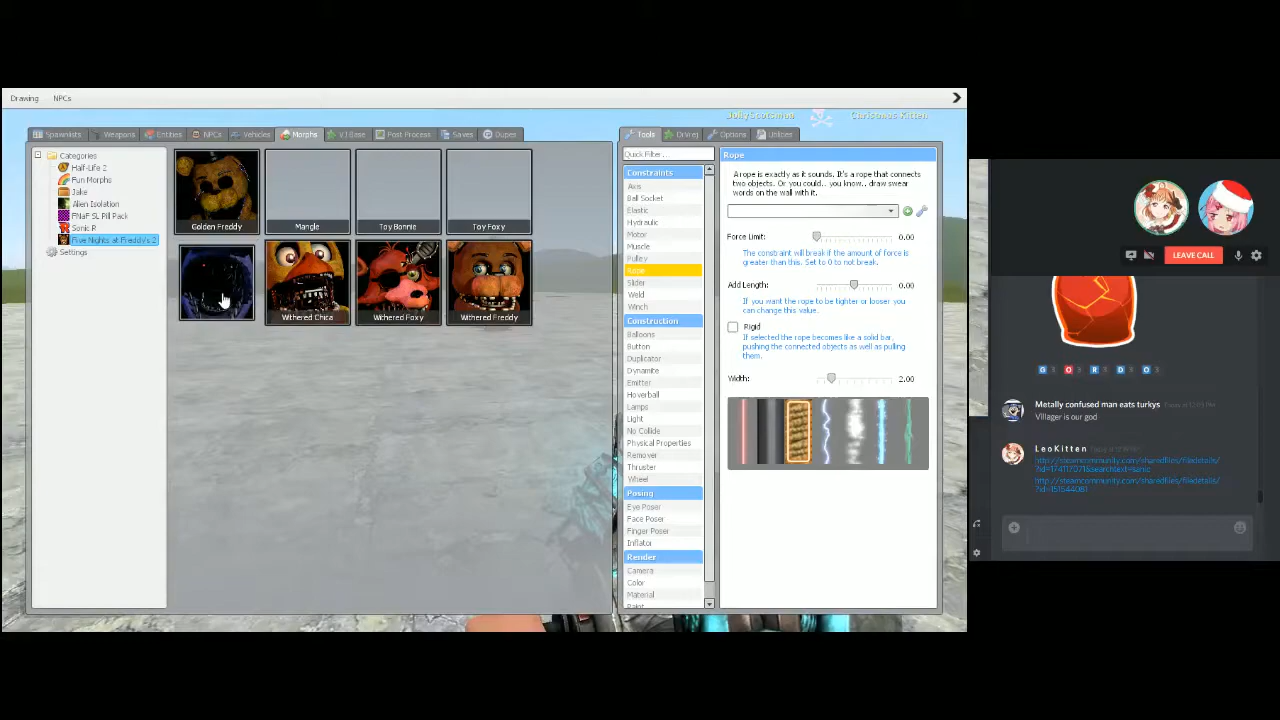 Drawing NPCs
JollyScotsman Christmas Kitten
Spawnlists Weapons Entities NPCs Vehicles Morphs VJ Base Post Process Saves Dupes
Tools Options Utilities
Categories
Half-Life 2
Fun Morphs
Jake
Alien Isolation
FNaF SL Pill Pack
Sonic R
Five Nights at Freddy's 2
Settings
Golden Freddy Mangle Toy Bonnie Toy Foxy
Withered Chica Withered Foxy Withered Freddy
Quick Filter...
Constraints
Axis
Ball Socket
Elastic
Hydraulic
Motor
Muscle
Pulley
Rope
Slider
Weld
Winch
Construction
Balloons
Button
Duplicator
Dynamite
Emitter
Hoverball
Lamps
Light
No Collide
Physical Properties
Remover
Thruster
Wheel
Posing
Eye Poser
Face Poser
Finger Poser
Inflator
Render
Camera
Color
Material
Paint
Rope
A rope is exactly as it sounds. It's a rope that connects
two objects. Or you could.. you know.. draw swear
words on the wall with it.
Force Limit: 0.00
The constraint will break if the amount of force is
greater than this. Set to 0 to not break.
Add Length: 0.00
If you want the rope to be tighter or looser you
can change this value.
Rigid
If selected the rope becomes like a solid bar,
pushing the connected objects as well as pulling
them.
Width: 2.00
LEAVE CALL
G 3 O 3 R 3 D 3 O 3
Metally confused man eats turkys
Villager is our god
LeoKitten